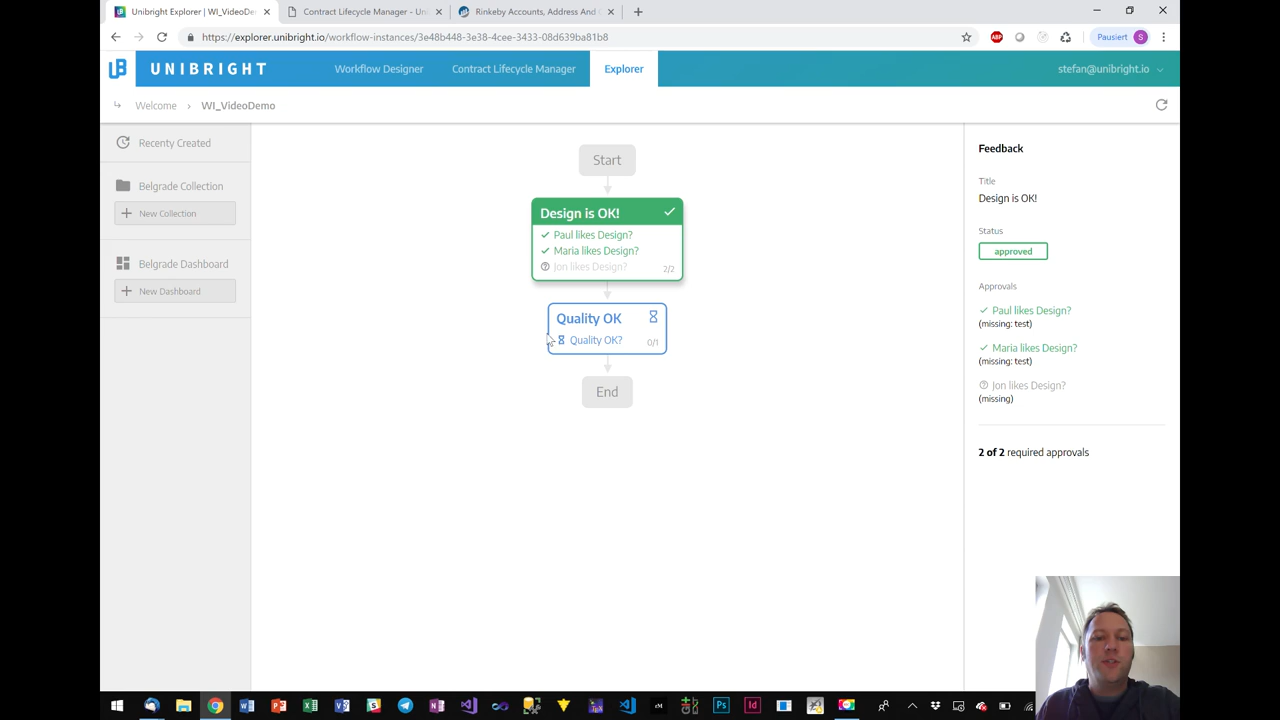 Unibright Explorer | WI_VideoDe
Contract Lifecycle Manager - Un
Rinkeby Accounts, Address And
https://explorer.unibright.io/workflow-instances/3e48b448-3e38-4cee-3433-08d639ba81b8
ABP
Pausiert
S
UNIBRIGHT
Workflow Designer
Contract Lifecycle Manager
Explorer
stefan@unibright.io
Welcome
WI_VideoDemo
Recenty Created
Belgrade Collection
New Collection
Belgrade Dashboard
New Dashboard
Start
Design is OK!
Paul likes Design?
Maria likes Design?
Jon likes Design?
2/2
Quality OK
Quality OK?
0/1
End
Feedback
Title
Design is OK!
Status
approved
Approvals
Paul likes Design?
(missing: test)
Maria likes Design?
(missing: test)
Jon likes Design?
(missing)
2 of 2 required approvals